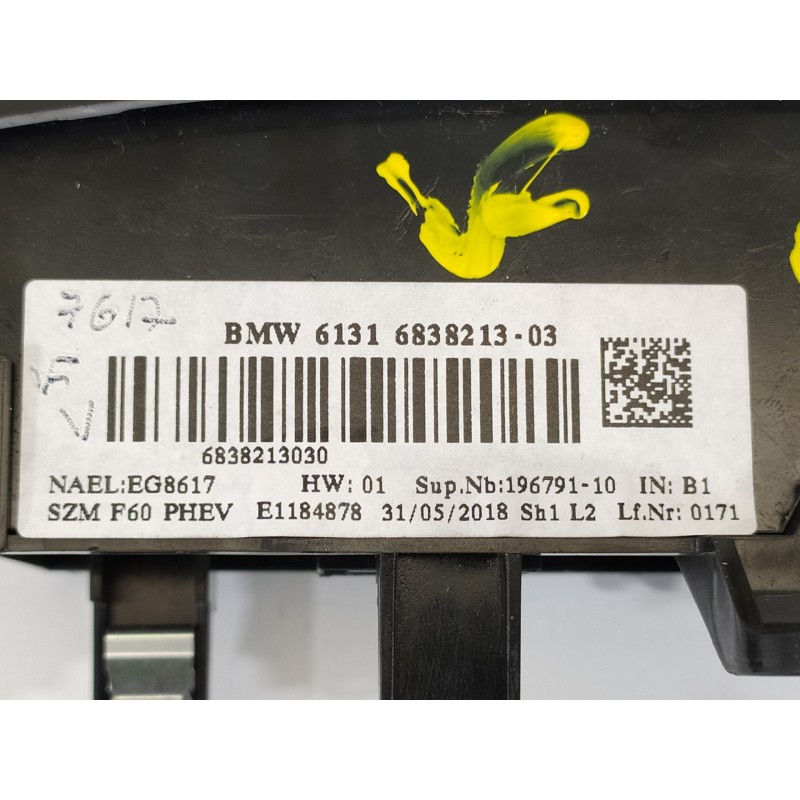 7617
BMW 6131 6838213-03
6838213030
NAEL:EG8617 HW: 01 Sup.Nb:196791-10 IN: B1
SZM F60 PHEV E1184878 31/05/2018 Sh1 L2 Lf.Nr: 0171